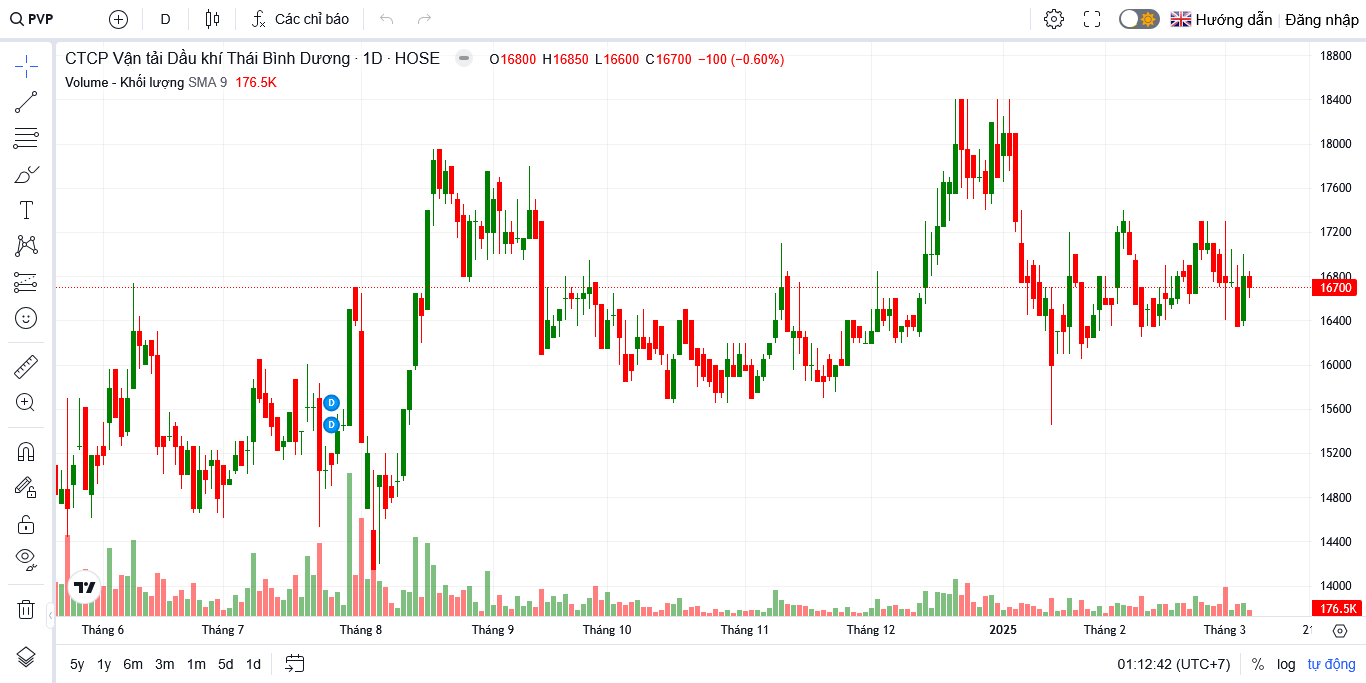 PVP D Các chỉ báo Hướng dẫn Đăng nhập
CTCP Vận tải Dầu khí Thái Bình Dương · 1D · HOSE O16800 H16850 L16600 C16700 −100 (−0.60%)
Volume - Khối lượng SMA 9 176.5K
18800
18400
18000
17600
17200
16800
16700
16400
16000
15600
15200
14800
14400
14000
176.5K
D
D
Tháng 6 Tháng 7 Tháng 8 Tháng 9 Tháng 10 Tháng 11 Tháng 12 2025 Tháng 2 Tháng 3
5y 1y 6m 3m 1m 5d 1d 01:12:42 (UTC+7) % log tự động